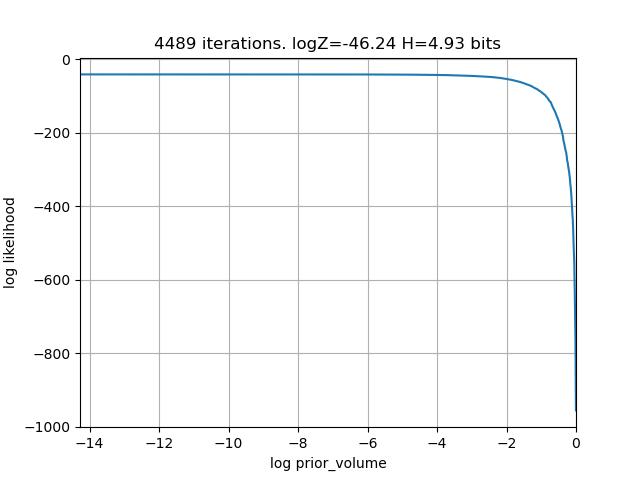 4489 iterations. logZ=-46.24 H=4.93 bits
0
−200
−400
−600
−800
−1000
log likelihood
−14 −12 −10 −8 −6 −4 −2 0
log prior_volume